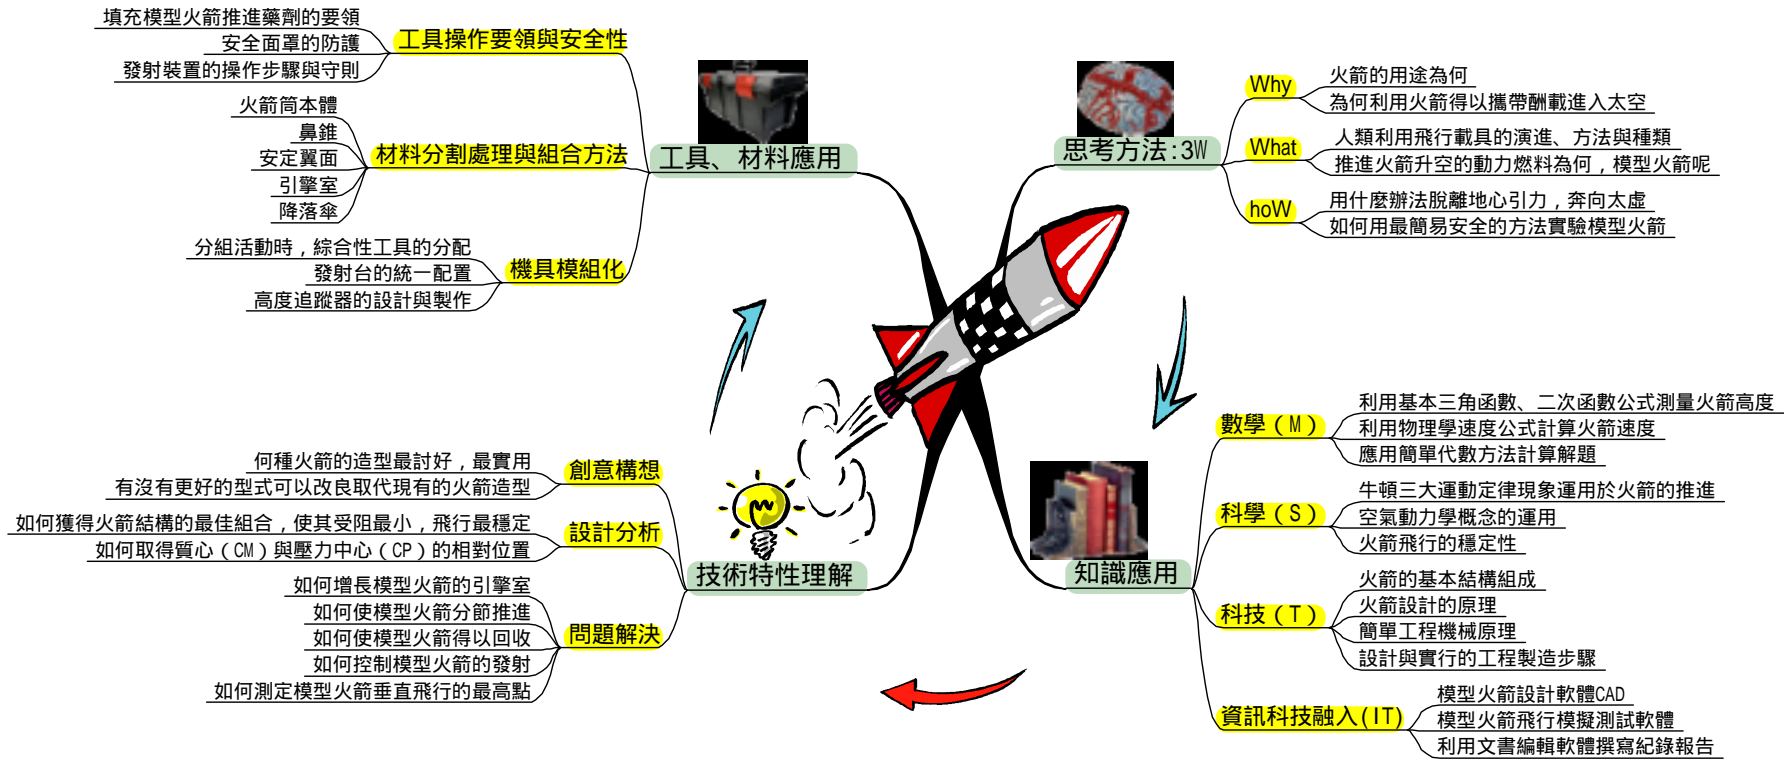 填充模型火箭推進藥劑的要領
安全面罩的防護
發射裝置的操作步驟與守則
工具操作要領與安全性
火箭筒本體
鼻錐
安定翼面
引擎室
降落傘
材料分割處理與組合方法
分組活動時，綜合性工具的分配
發射台的統一配置
高度追蹤器的設計與製作
機具模組化
工具、材料應用
思考方法:3W
Why
火箭的用途為何
為何利用火箭得以攜帶酬載進入太空
What
人類利用飛行載具的演進、方法與種類
推進火箭升空的動力燃料為何，模型火箭呢
hoW
用什麼辦法脫離地心引力，奔向太虛
如何用最簡易安全的方法實驗模型火箭
何種火箭的造型最討好，最實用
有沒有更好的型式可以改良取代現有的火箭造型
創意構想
如何獲得火箭結構的最佳組合，使其受阻最小，飛行最穩定
如何取得質心（CM）與壓力中心（CP）的相對位置
設計分析
如何增長模型火箭的引擎室
如何使模型火箭分節推進
如何使模型火箭得以回收
如何控制模型火箭的發射
如何測定模型火箭垂直飛行的最高點
問題解決
技術特性理解
知識應用
數學（M）
利用基本三角函數、二次函數公式測量火箭高度
利用物理學速度公式計算火箭速度
應用簡單代數方法計算解題
科學（S）
牛頓三大運動定律現象運用於火箭的推進
空氣動力學概念的運用
火箭飛行的穩定性
科技（T）
火箭的基本結構組成
火箭設計的原理
簡單工程機械原理
設計與實行的工程製造步驟
資訊科技融入(IT)
模型火箭設計軟體CAD
模型火箭飛行模擬測試軟體
利用文書編輯軟體撰寫紀錄報告